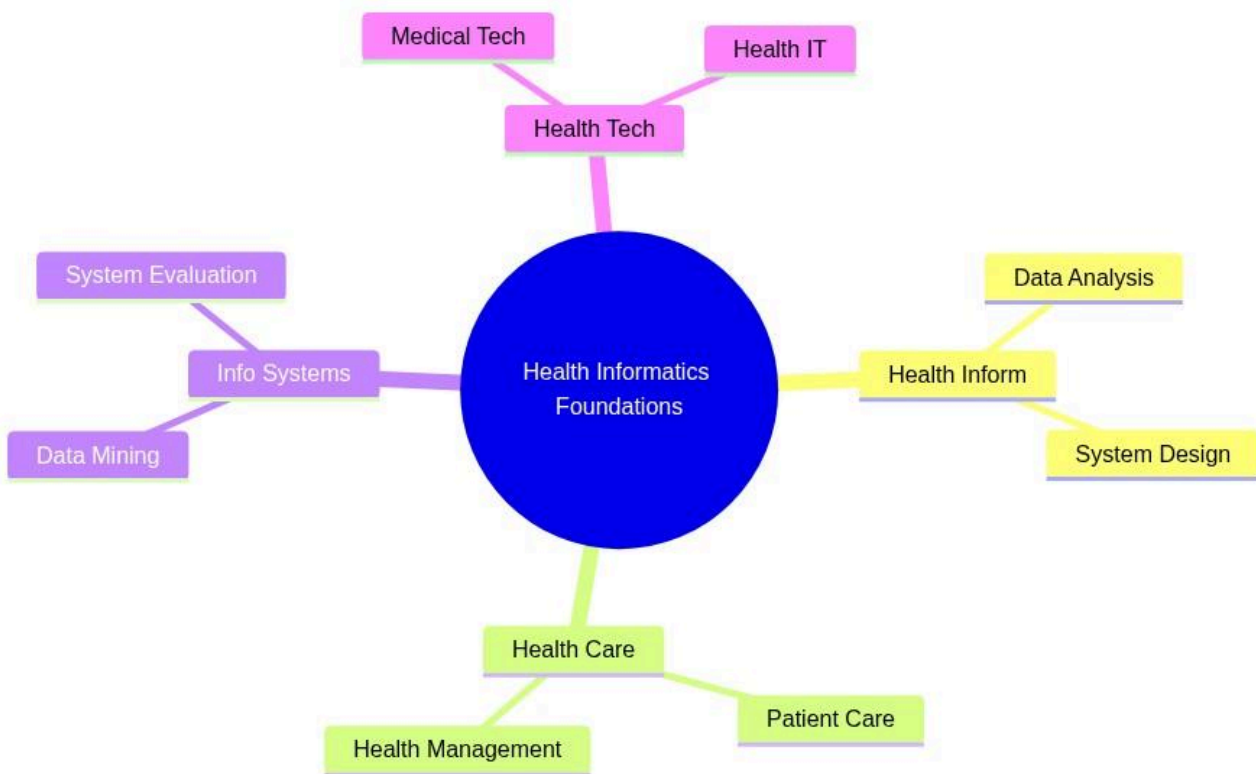 Medical Tech
Health IT
Health Tech
System Evaluation
Info Systems
Data Mining
Health Informatics
Foundations
Data Analysis
Health Inform
System Design
Health Care
Patient Care
Health Management